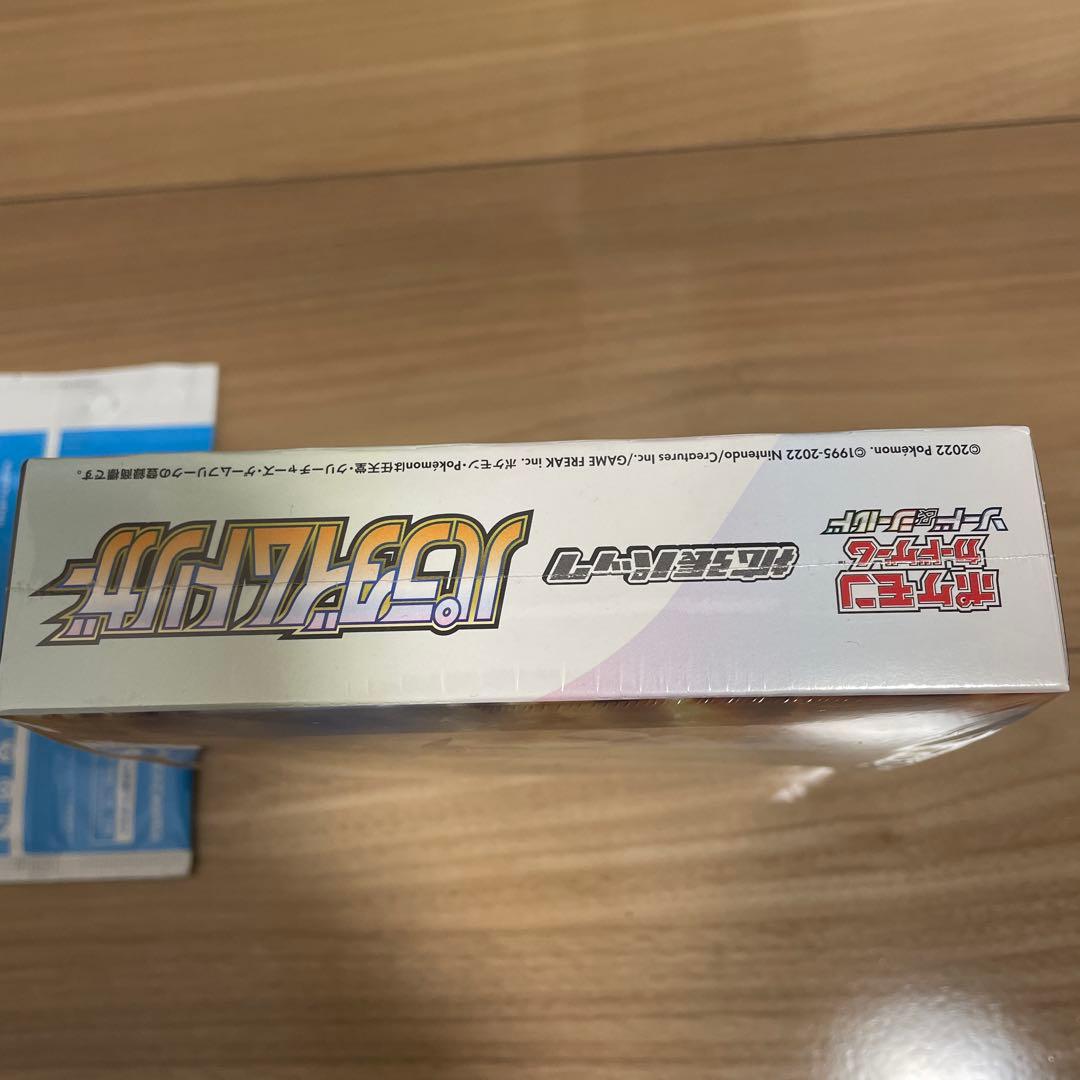 ポケモン
カードゲーム
ソード&シールド
拡張パック
パラダイムトリガー
©2022 Pokémon. ©1995-2022 Nintendo/Creatures Inc./GAME FREAK inc. ポケモン・Pokémonは任天堂・クリーチャーズ・ゲームフリークの登録商標です。